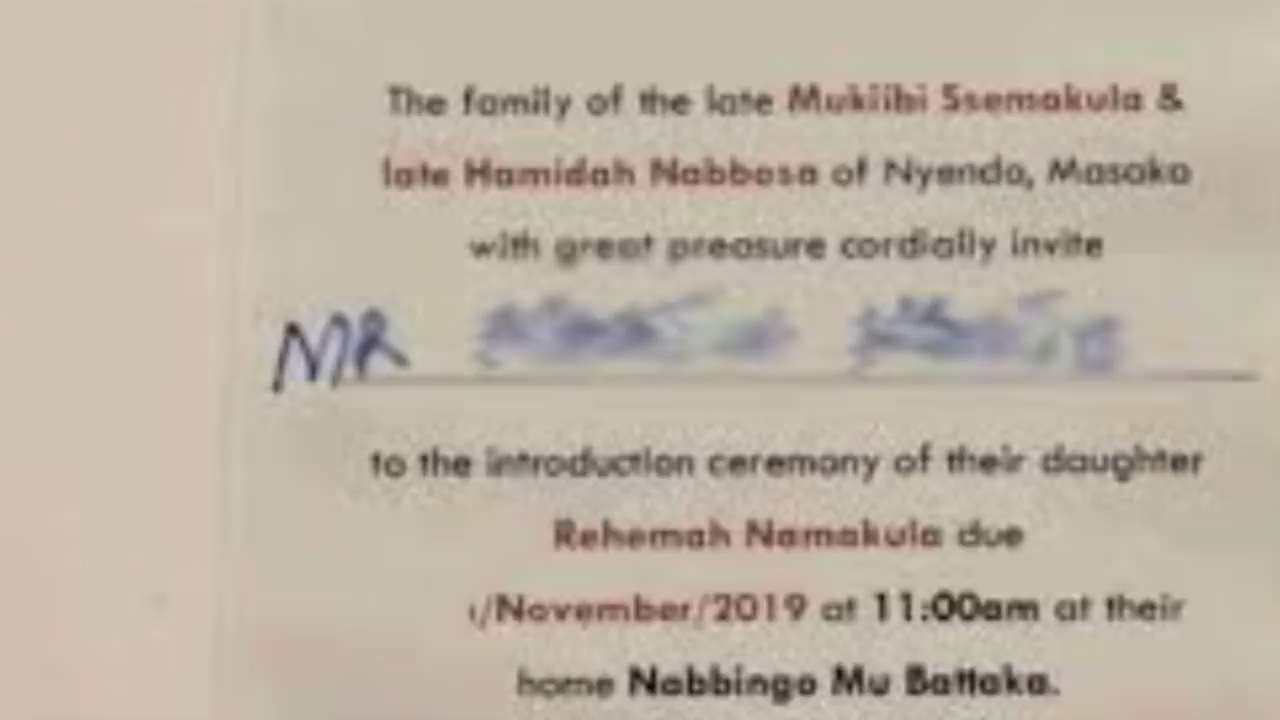 The family of the late Mukiibi Ssemakula &
late Hamidah Nabbosa of Nyendo, Masaka
with great preasure cordially invite
MR
to the introduction ceremony of their daughter
Rehemah Namakula due
/November/2019 at 11:00am at their
home Nabbingo Mu Battaka.